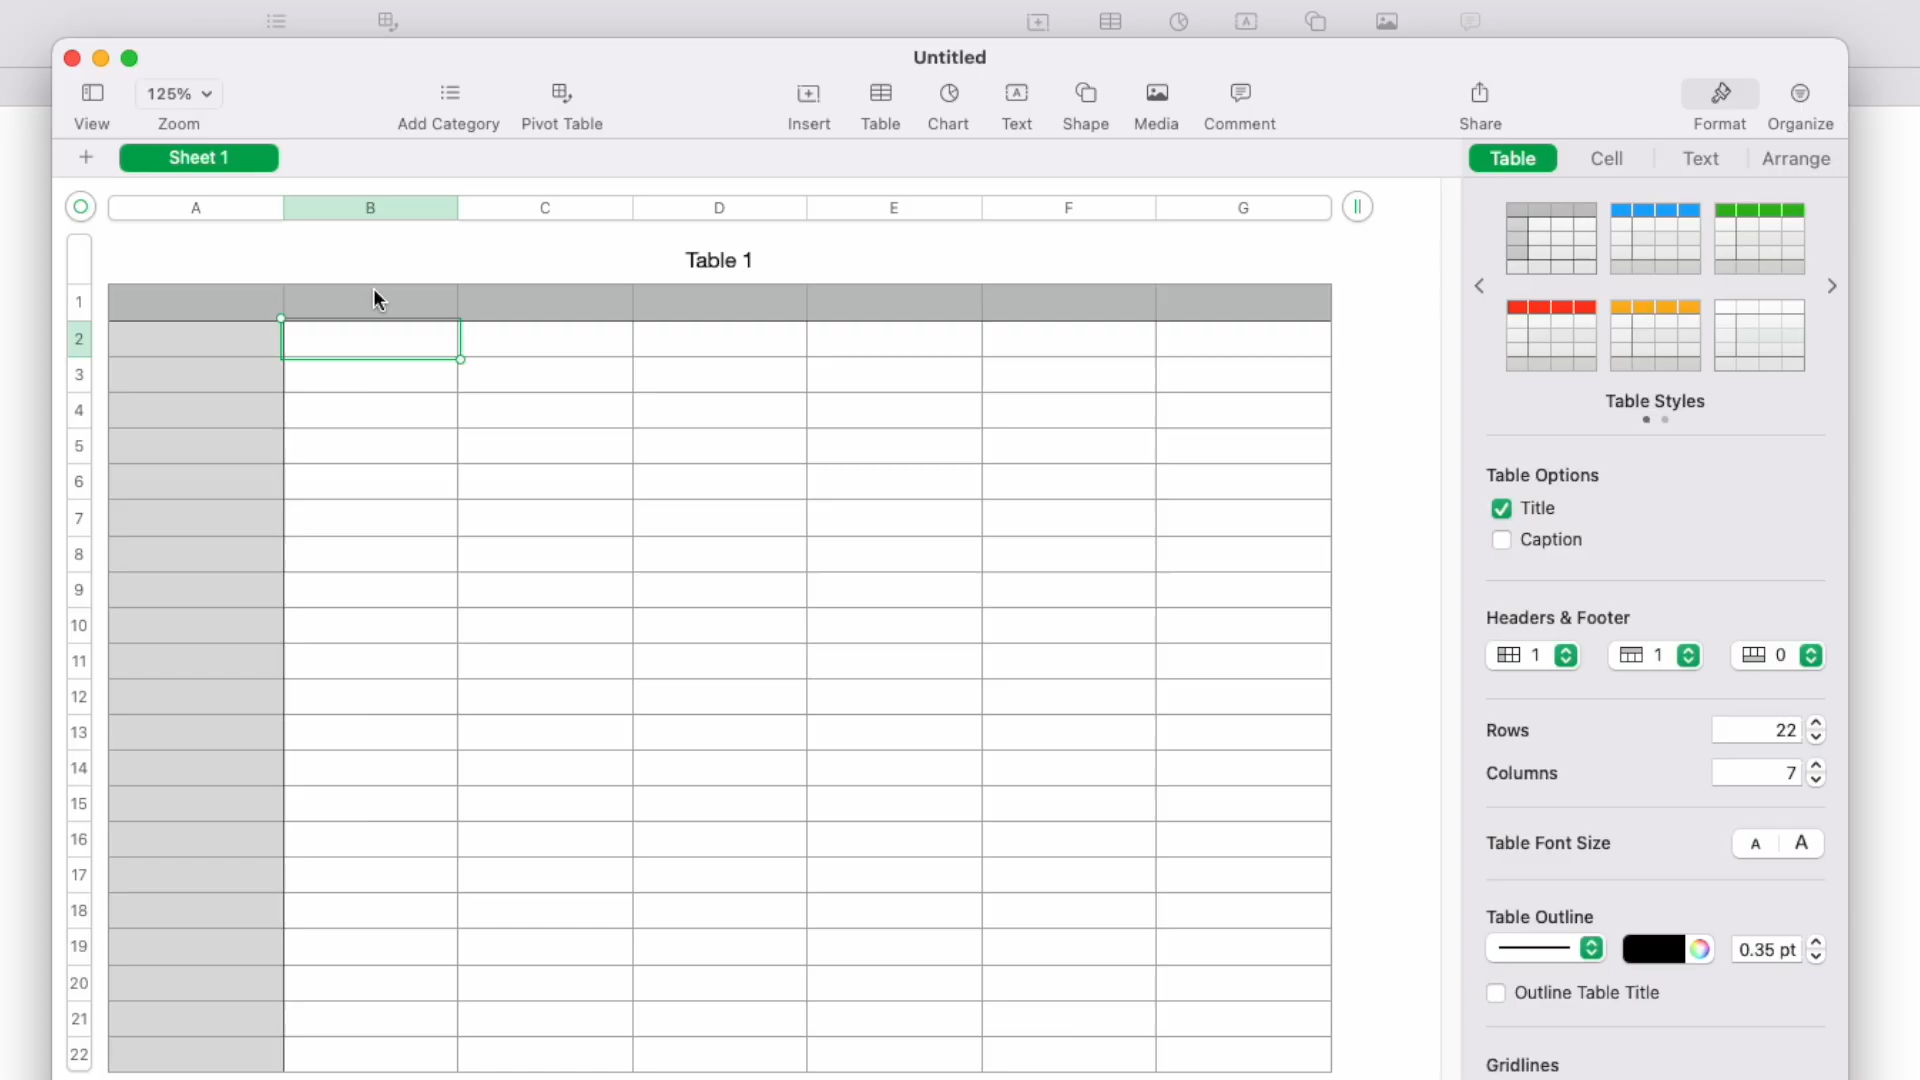 Untitled
125%
View
Zoom
Add Category
Pivot Table
Insert
Table
Chart
Text
Shape
Media
Comment
Share
Format
Organize
Sheet 1
Table
Cell
Text
Arrange
A B C D E F G
Table 1
1
2
3
4
5
6
7
8
9
10
11
12
13
14
15
16
17
18
19
20
21
22
Table Styles
Table Options
Title
Caption
Headers & Footer
1 1 0
Rows 22
Columns 7
Table Font Size A A
Table Outline
0.35 pt
Outline Table Title
Gridlines